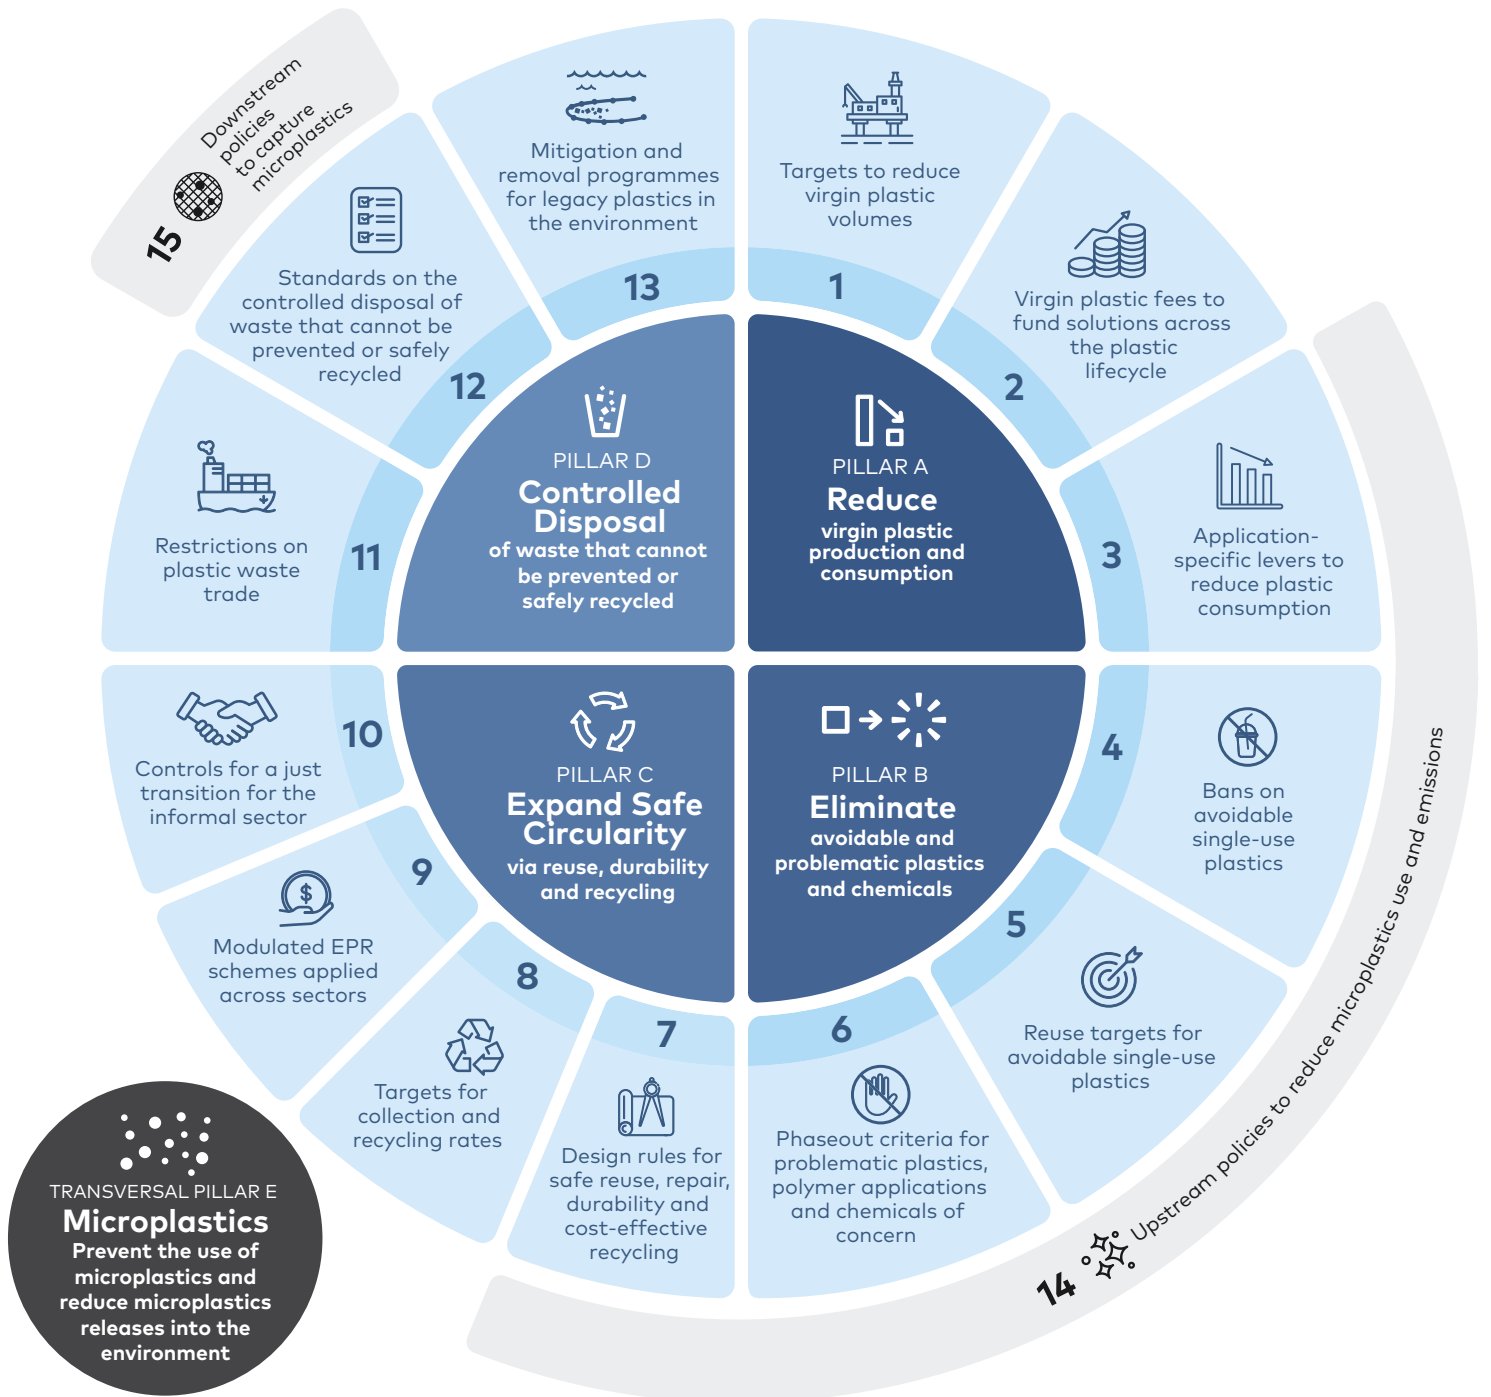 15
Downstream
policies
to capture
microplastics
Mitigation and
removal programmes
for legacy plastics in
the environment
13
Targets to reduce
virgin plastic
volumes
1
Virgin plastic fees to
fund solutions across
the plastic
lifecycle
2
Application-
specific levers to
reduce plastic
consumption
3
Bans on
avoidable
single-use
plastics
4
Reuse targets for
avoidable single-use
plastics
5
Phaseout criteria for
problematic plastics,
polymer applications
and chemicals of
concern
6
Design rules for
safe reuse, repair,
durability and
cost-effective
recycling
7
Targets for
collection and
recycling rates
8
Modulated EPR
schemes applied
across sectors
9
Controls for a just
transition for the
informal sector
10
Restrictions on
plastic waste
trade
11
Standards on the
controlled disposal of
waste that cannot be
prevented or safely
recycled
12
PILLAR D
Controlled
Disposal
of waste that cannot
be prevented or
safely recycled
PILLAR A
Reduce
virgin plastic
production and
consumption
PILLAR C
Expand Safe
Circularity
via reuse, durability
and recycling
PILLAR B
Eliminate
avoidable and
problematic plastics
and chemicals
14
Upstream policies to reduce microplastics use and emissions
TRANSVERSAL PILLAR E
Microplastics
Prevent the use of
microplastics and
reduce microplastics
releases into the
environment
$